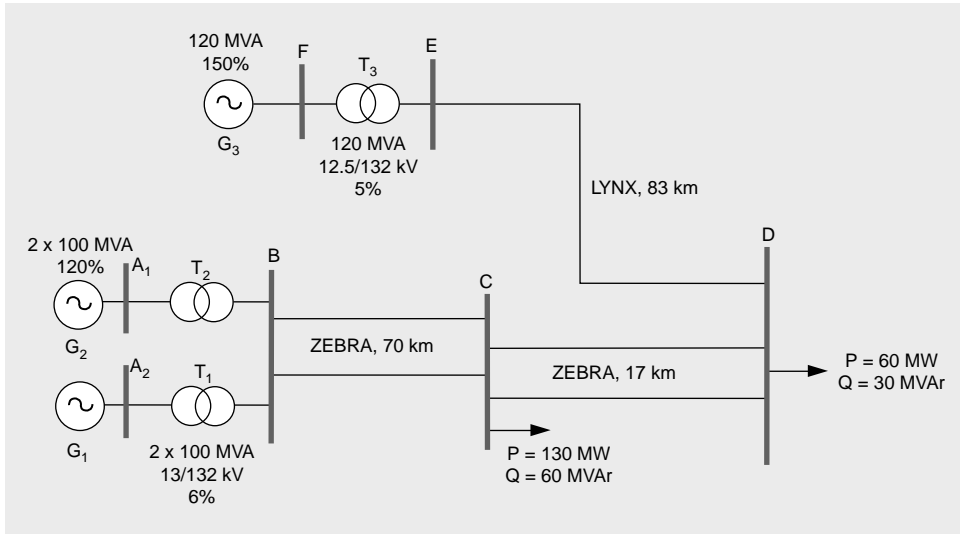 120 MVA
150%
F
T3
E
G3
120 MVA
12.5/132 kV
5%
LYNX, 83 km
D
2 x 100 MVA
120%
A1
T2
B
C
G2
ZEBRA, 70 km
ZEBRA, 17 km
P = 60 MW
Q = 30 MVAr
A2
T1
G1
2 x 100 MVA
13/132 kV
6%
P = 130 MW
Q = 60 MVAr